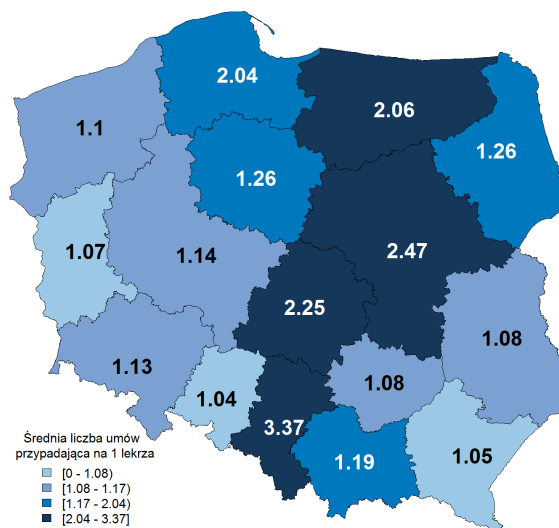 2.04
2.06
1.1
1.26
1.26
1.07
1.14
2.47
2.25
1.13
1.08
1.08
1.04
3.37
1.19
1.05
Średnia liczba umów
przypadająca na 1 lekrza
[0 - 1.08)
[1.08 - 1.17)
[1.17 - 2.04)
[2.04 - 3.37]